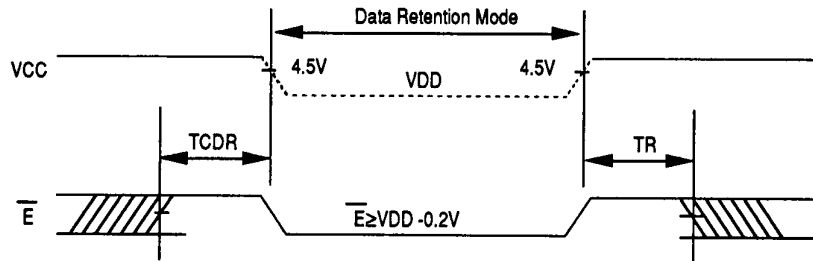 Data Retention Mode
VCC
4.5V
VDD
4.5V
TCDR
TR
E̅
E̅≥VDD -0.2V